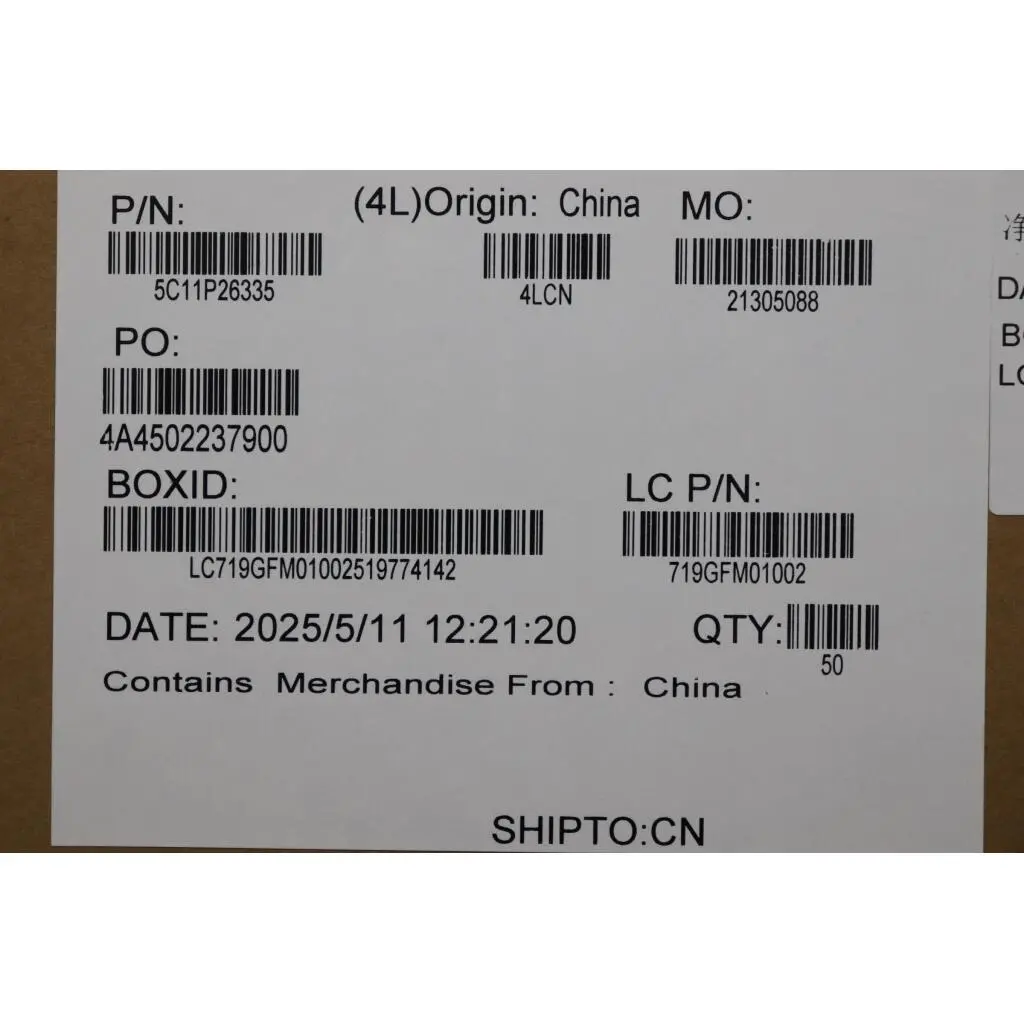 P/N: (4L)Origin: China MO:
5C11P26335 4LCN 21305088
PO:
4A4502237900
BOXID: LC P/N:
LC719GFM01002519774142 719GFM01002
DATE: 2025/5/11 12:21:20 QTY:
50
Contains Merchandise From : China
SHIPTO:CN
净